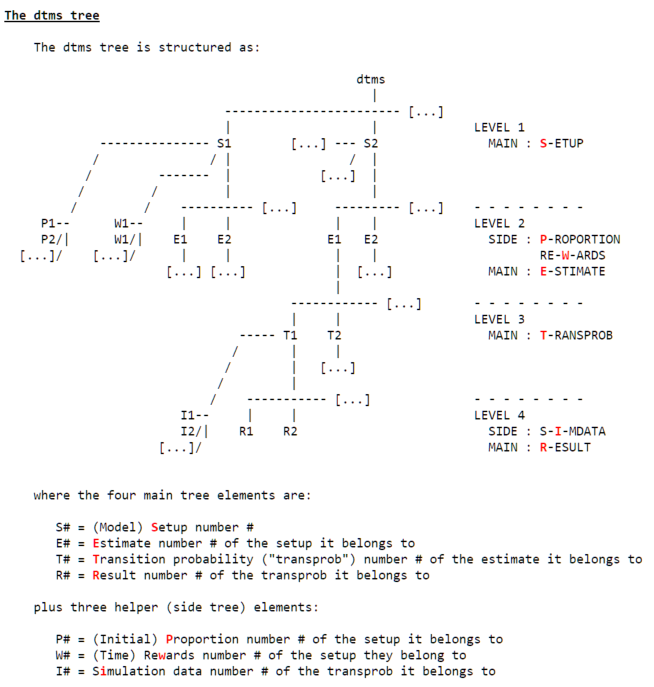 The dtms tree
The dtms tree is structured as:
dtms
[...]
LEVEL 1
S1 [...] --- S2 MAIN : S-ETUP
[...]
[...] [...]
P1-- W1-- LEVEL 2
P2/| W1/| E1 E2 E1 E2 SIDE : P-ROPORTION
[...]/ [...]/ RE-W-ARDS
[...] [...] [...] MAIN : E-STIMATE
[...]
LEVEL 3
T1 T2 MAIN : T-RANSPROB
[...]
[...]
I1-- LEVEL 4
I2/| R1 R2 SIDE : S-I-MDATA
[...]/ MAIN : R-ESULT
where the four main tree elements are:
S# = (Model) Setup number #
E# = Estimate number # of the setup it belongs to
T# = Transition probability ("transprob") number # of the estimate it belongs to
R# = Result number # of the transprob it belongs to
plus three helper (side tree) elements:
P# = (Initial) Proportion number # of the setup it belongs to
W# = (Time) Rewards number # of the setup they belong to
I# = Simulation data number # of the transprob it belongs to